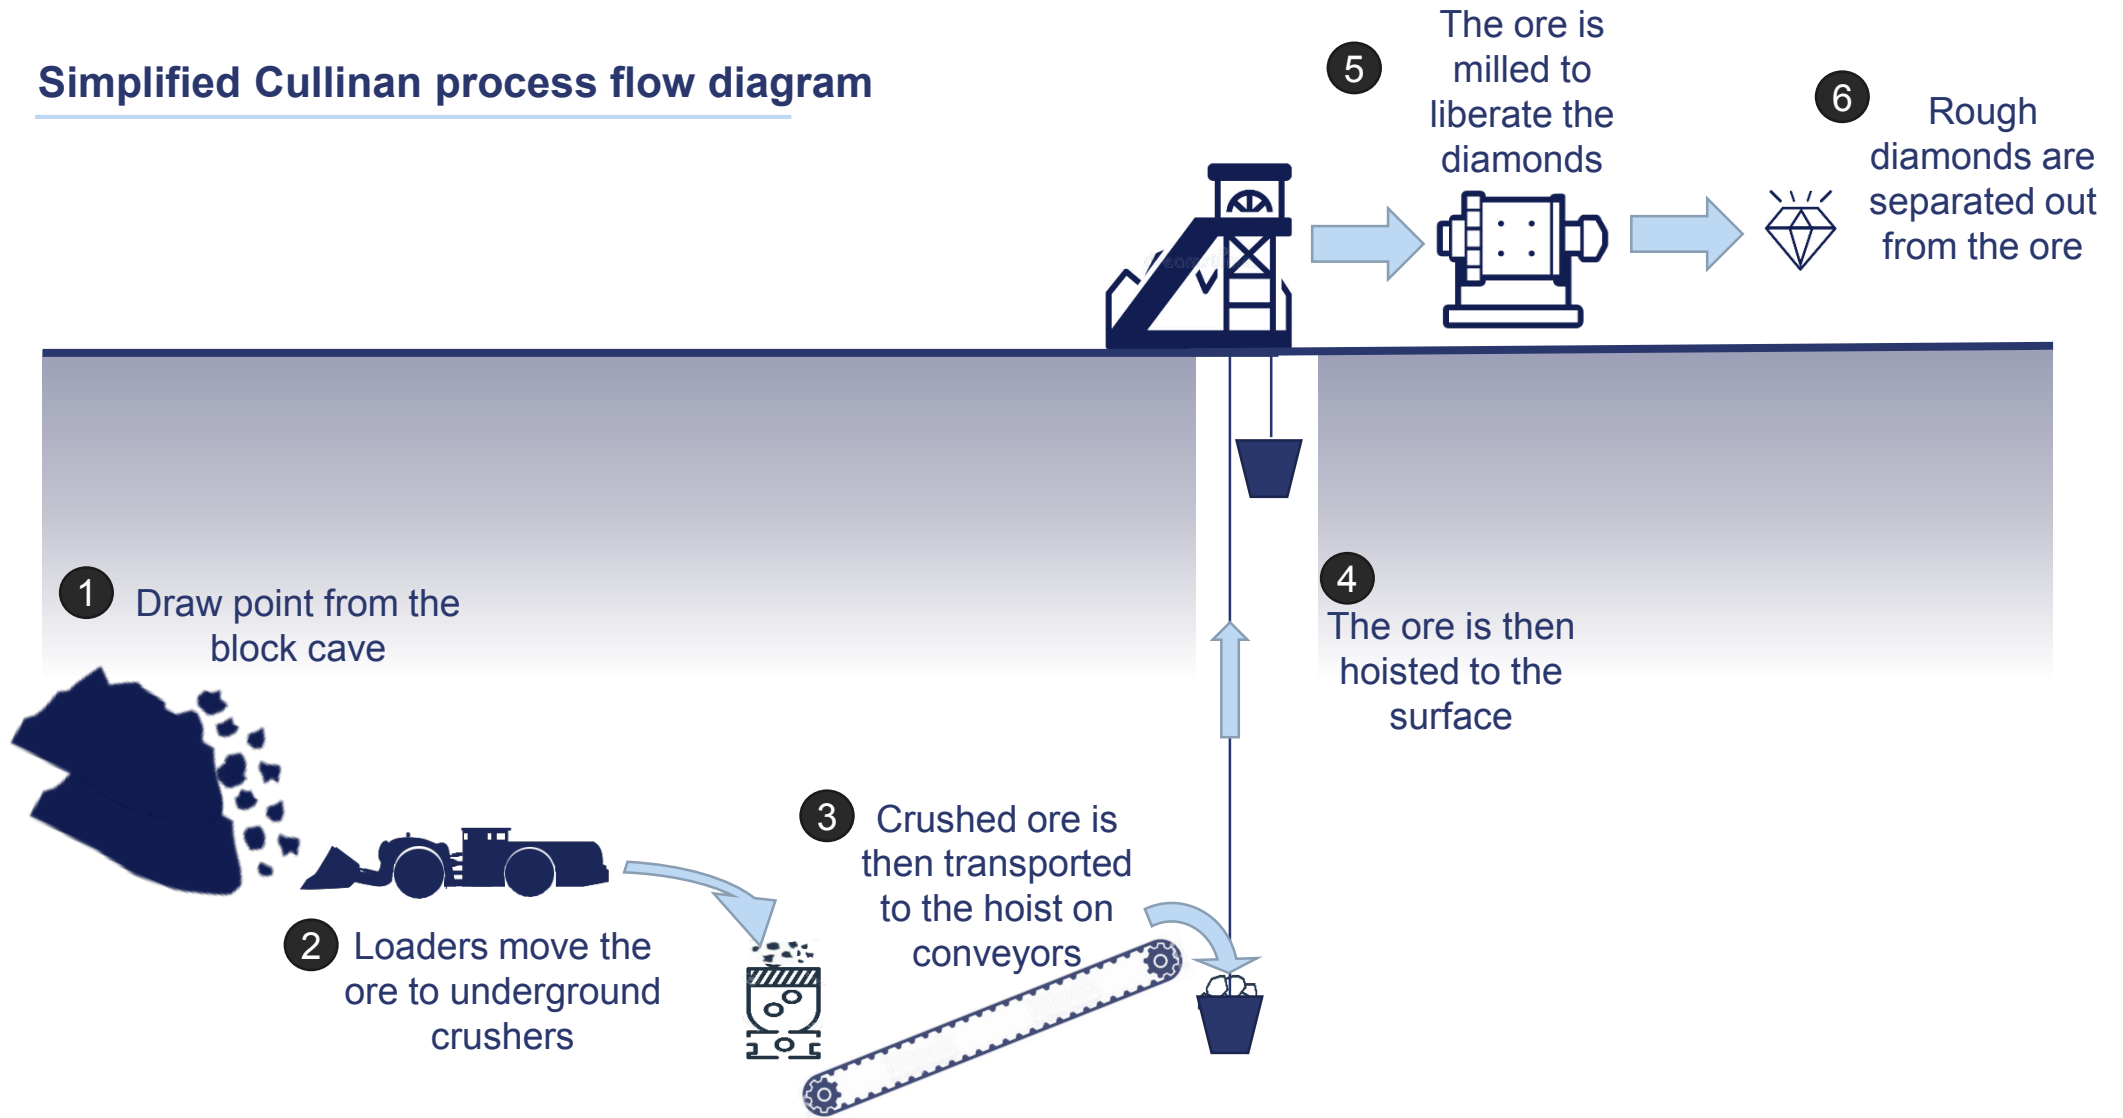 Simplified Cullinan process flow diagram
1
Draw point from the
block cave
2
Loaders move the
ore to underground
crushers
3
Crushed ore is
then transported
to the hoist on
conveyors
4
The ore is then
hoisted to the
surface
5
The ore is
milled to
liberate the
diamonds
6
Rough
diamonds are
separated out
from the ore